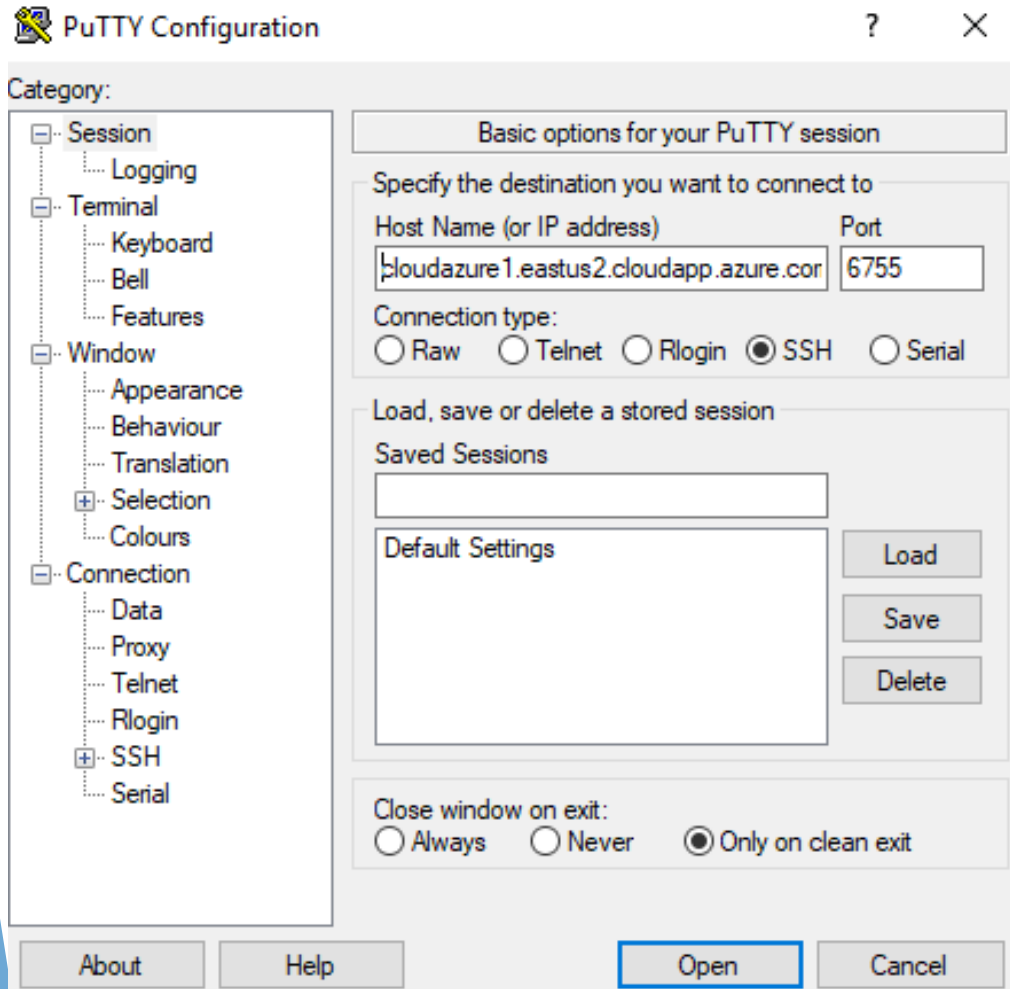 PuTTY Configuration
?
Category:
Session
Logging
Terminal
Keyboard
Bell
Features
Window
Appearance
Behaviour
Translation
Selection
Colours
Connection
Data
Proxy
Telnet
Rlogin
SSH
Serial
Basic options for your PuTTY session
Specify the destination you want to connect to
Host Name (or IP address) Port
cloudazure1.eastus2.cloudapp.azure.com 6755
Connection type:
Raw Telnet Rlogin SSH Serial
Load, save or delete a stored session
Saved Sessions
Default Settings
Load
Save
Delete
Close window on exit:
Always Never Only on clean exit
About Help Open Cancel